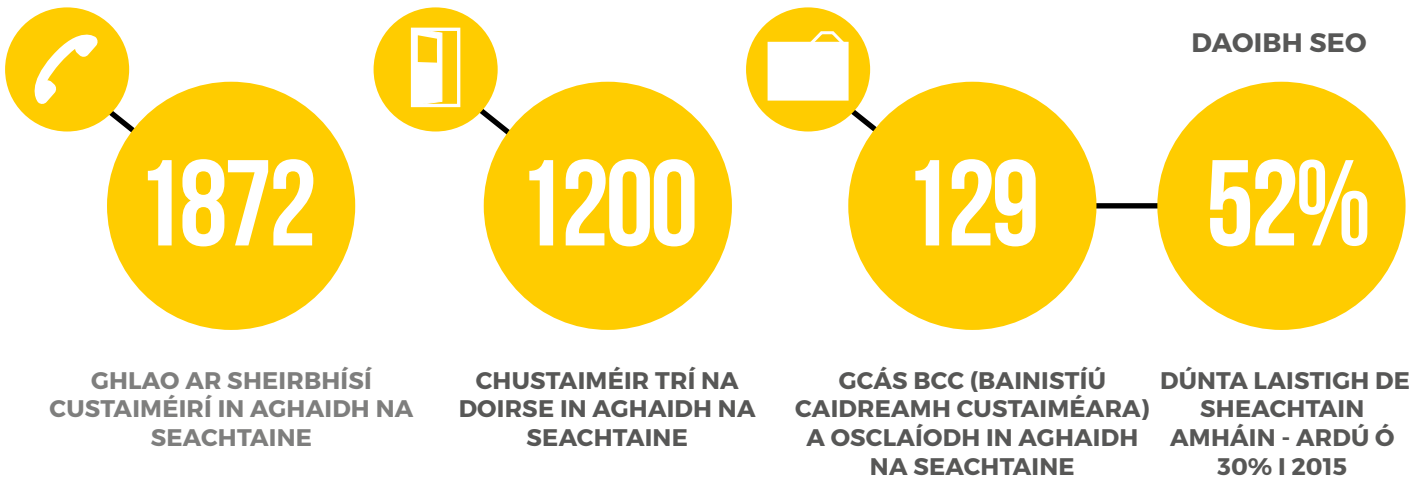 1872
GHLAO AR SHEIRBHÍSÍ
CUSTAIMÉIRÍ IN AGHAIDH NA
SEACHTAINE
1200
CHUSTAIMÉIR TRÍ NA
DOIRSE IN AGHAIDH NA
SEACHTAINE
129
GCÁS BCC (BAINISTÍÚ
CAIDREAMH CUSTAIMÉARA)
A OSCLAÍODH IN AGHAIDH
NA SEACHTAINE
DAOIBH SEO
52%
DÚNTA LAISTIGH DE
SHEACHTAIN
AMHÁIN - ARDÚ Ó
30% I 2015